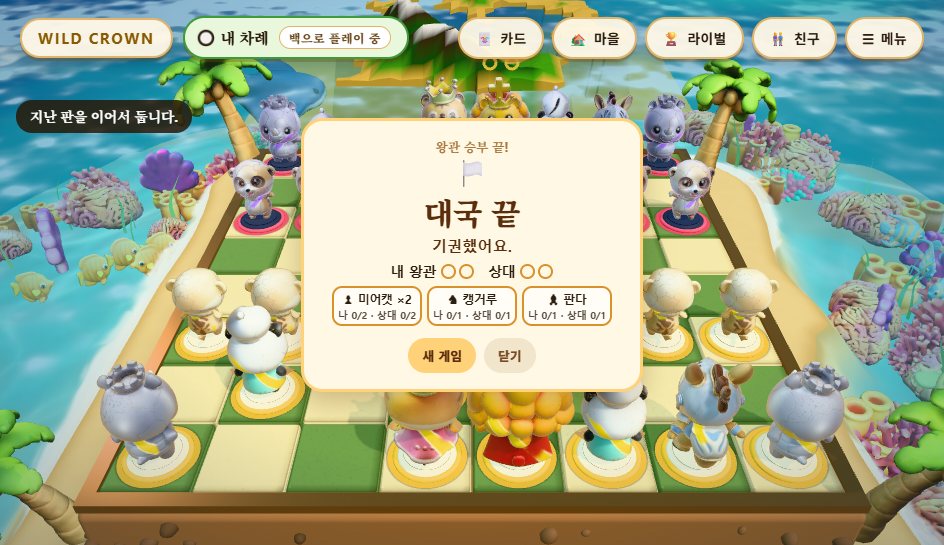 WILD CROWN
내 차례
백으로 플레이 중
카드
마을
라이벌
친구
☰ 메뉴
지난 판을 이어서 둡니다.
왕관 승부 끝!
대국 끝
기권했어요.
내 왕관 ○○ 상대 ○○
♟ 미어캣 ×2
나 0/2 · 상대 0/2
♞ 캥거루
나 0/1 · 상대 0/1
♝ 판다
나 0/1 · 상대 0/1
새 게임
닫기